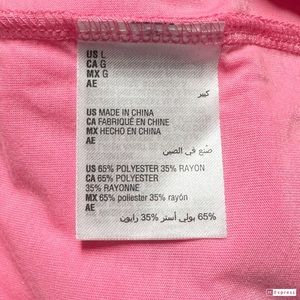 US L
CA G
MX G
AE
كبير
US MADE IN CHINA
CA FABRIQUÉ EN CHINE
MX HECHO EN CHINA
AE
صنع في الصين
US 65% POLYESTER 35% RAYON
CA 65% POLYESTER
35% RAYONNE
MX 65% poliester 35% rayón
AE
65% بولي أستر 35% رايون
Express